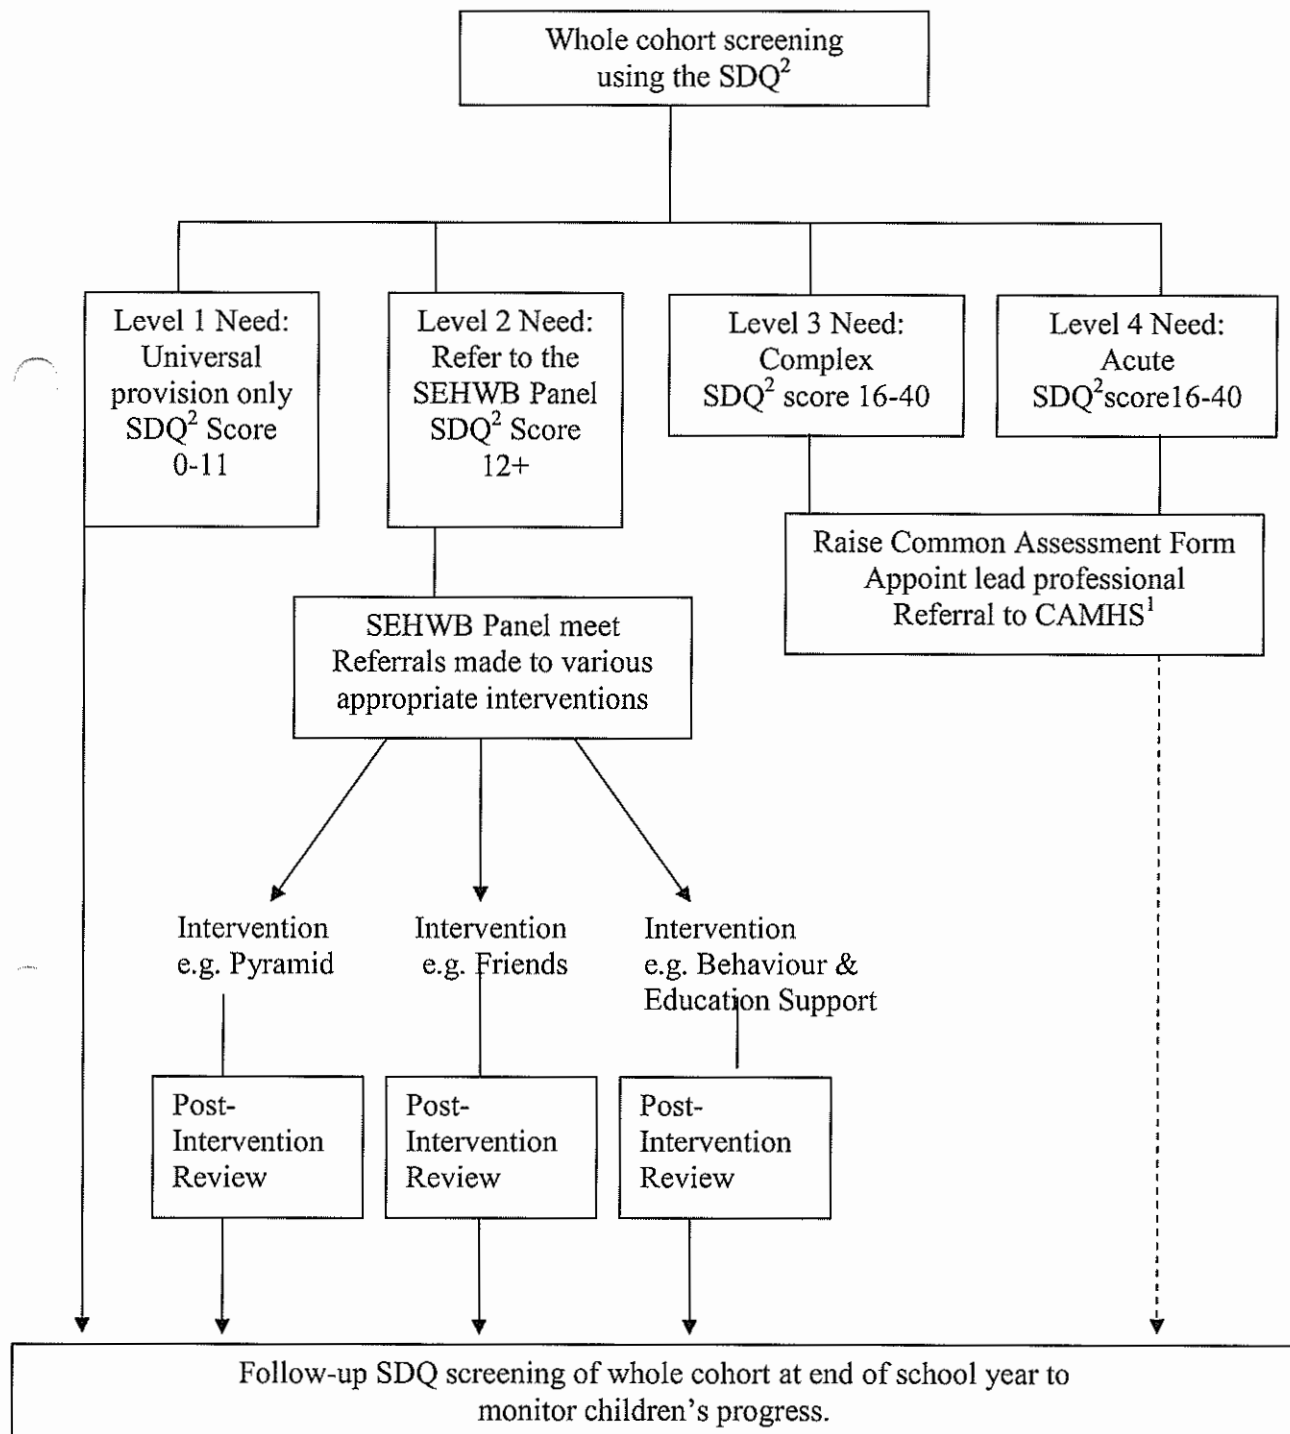 Whole cohort screening
using the SDQ²
Level 1 Need:
Universal
provision only
SDQ² Score
0-11
Level 2 Need:
Refer to the
SEHWB Panel
SDQ² Score
12+
Level 3 Need:
Complex
SDQ² score 16-40
Level 4 Need:
Acute
SDQ²score16-40
Raise Common Assessment Form
Appoint lead professional
Referral to CAMHS¹
SEHWB Panel meet
Referrals made to various
appropriate interventions
Intervention
e.g. Pyramid
Intervention
e.g. Friends
Intervention
e.g. Behaviour &
Education Support
Post-
Intervention
Review
Post-
Intervention
Review
Post-
Intervention
Review
Follow-up SDQ screening of whole cohort at end of school year to
monitor children's progress.